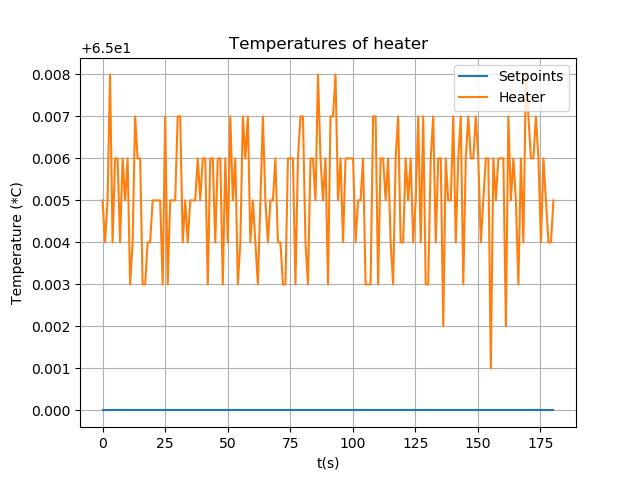 Temperatures of heater
+6.5e1
Setpoints
Heater
0.008
0.007
0.006
0.005
0.004
0.003
0.002
0.001
0.000
Temperature (*C)
0 25 50 75 100 125 150 175
t(s)